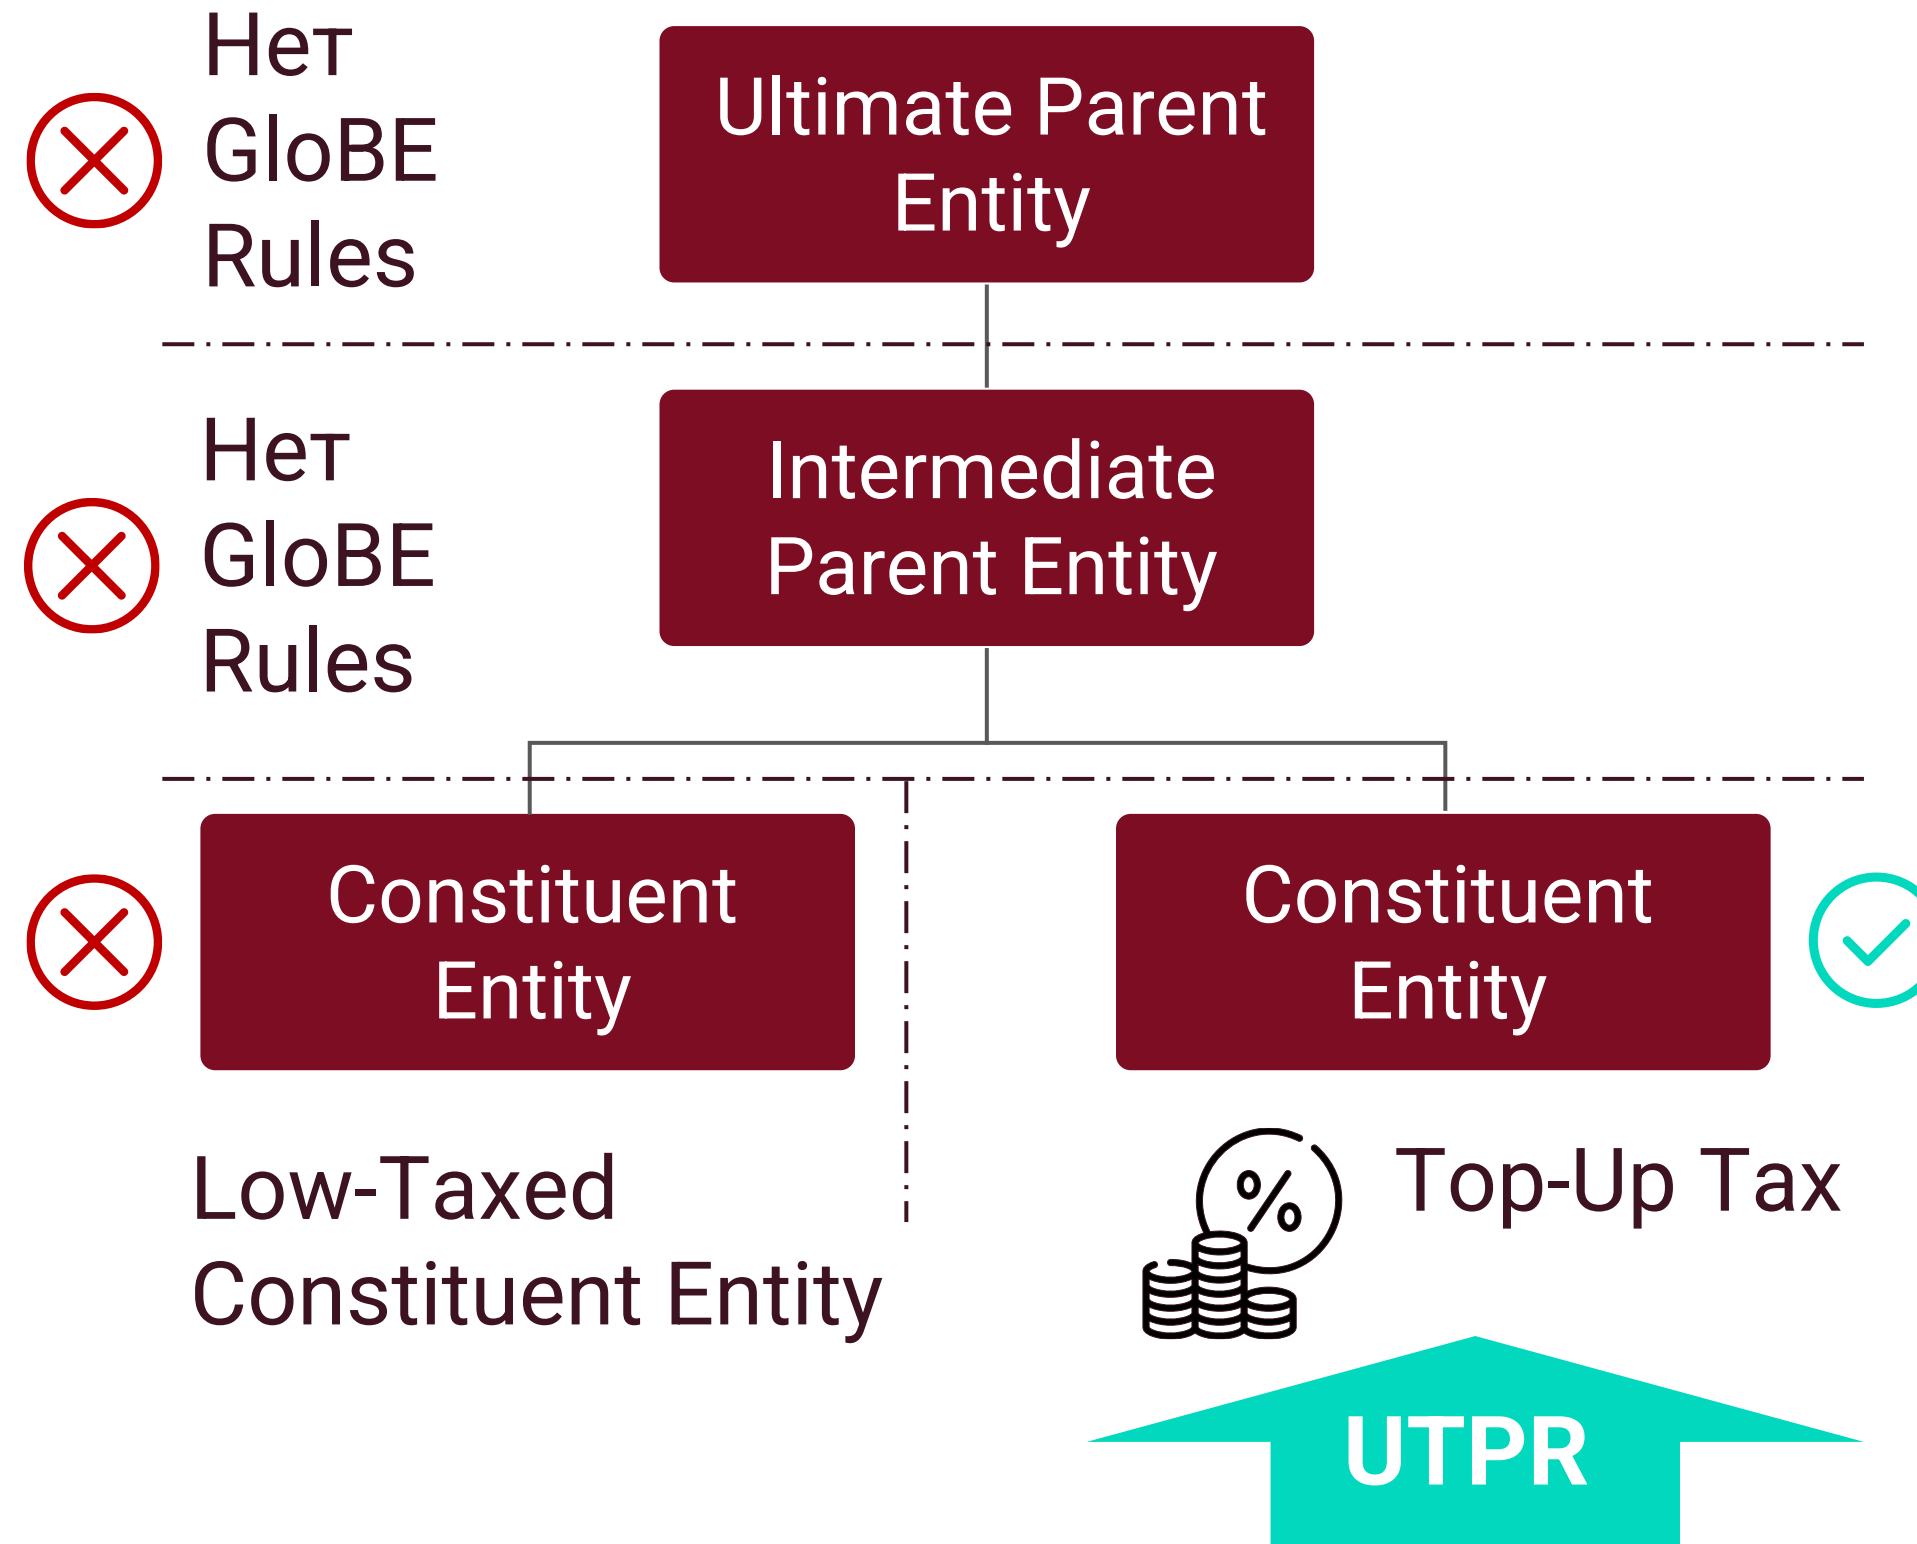 Нет
GloBE
Rules
Ultimate Parent
Entity
Нет
GloBE
Rules
Intermediate
Parent Entity
Constituent
Entity
Constituent
Entity
Low-Taxed
Constituent Entity
%
Top-Up Tax
UTPR